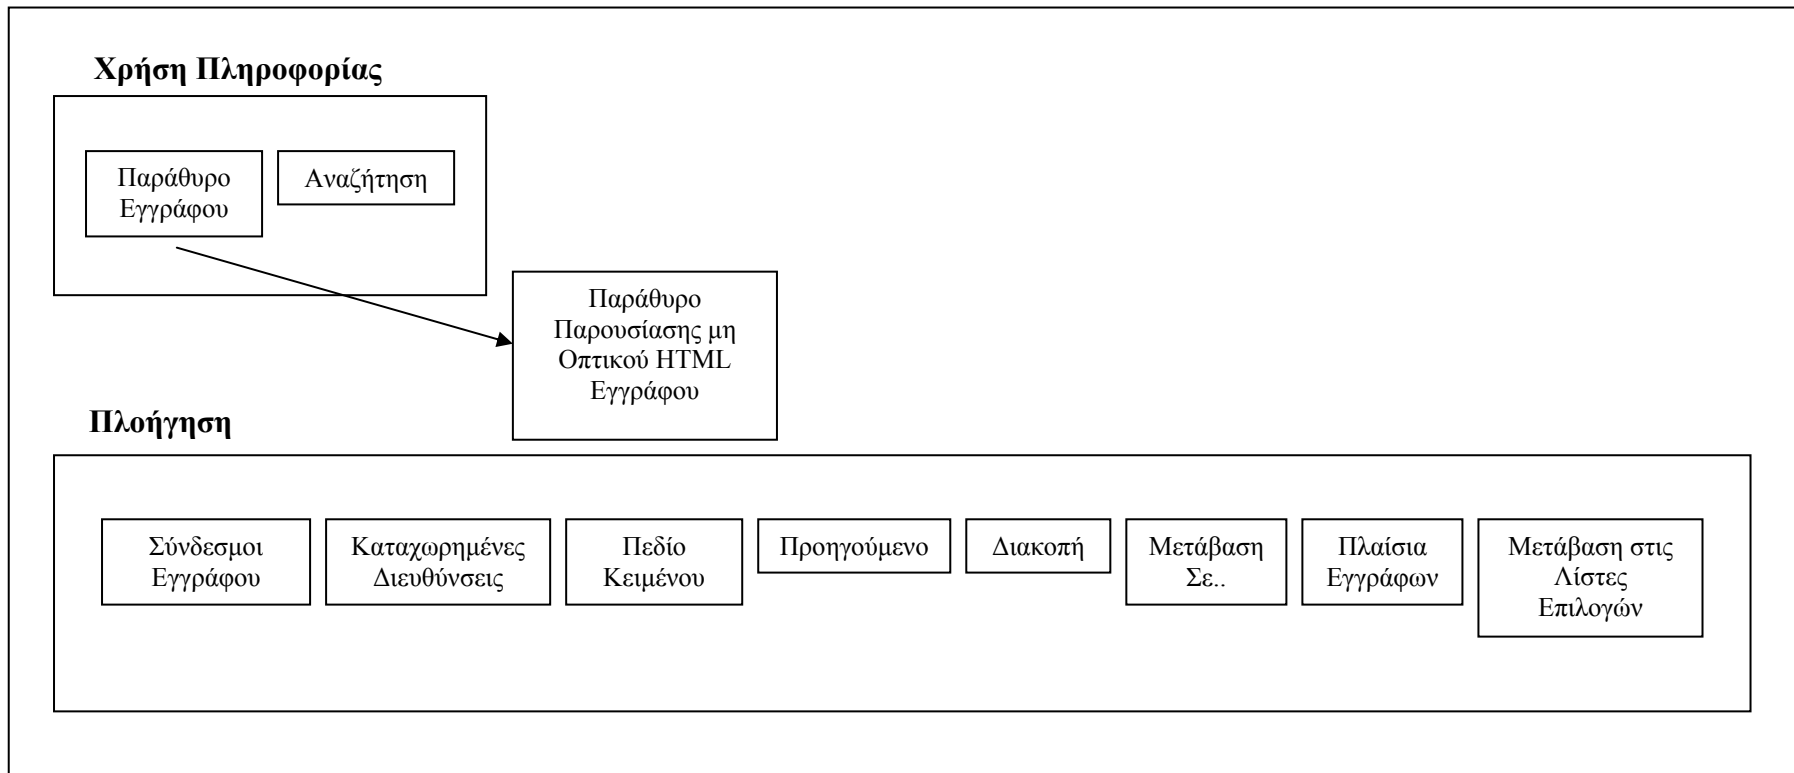 Χρήση Πληροφορίας
Παράθυρο
Εγγράφου
Αναζήτηση
Παράθυρο
Παρουσίασης μη
Οπτικού HTML
Εγγράφου
Πλοήγηση
Σύνδεσμοι
Εγγράφου
Καταχωρημένες
Διευθύνσεις
Πεδίο
Κειμένου
Προηγούμενο
Διακοπή
Μετάβαση
Σε..
Πλαίσια
Εγγράφων
Μετάβαση στις
Λίστες
Επιλογών